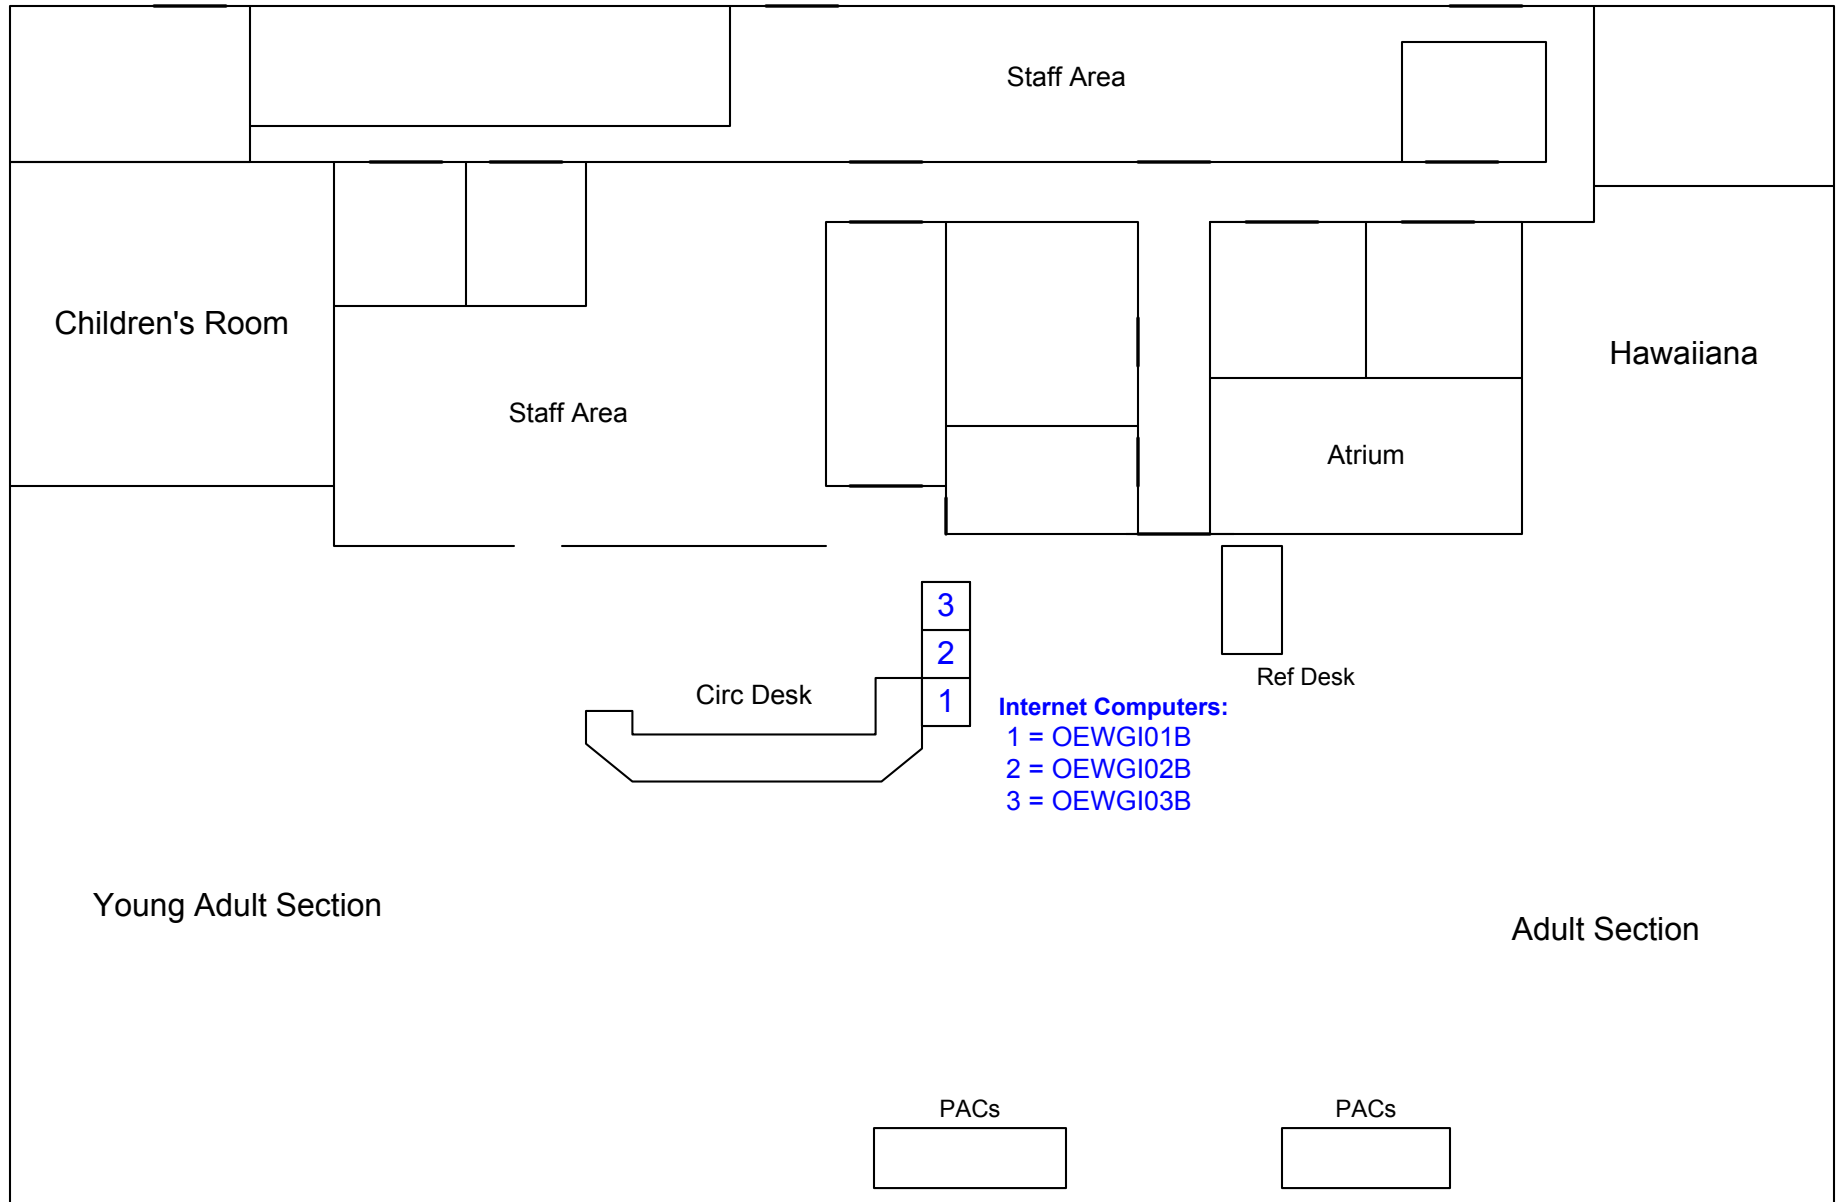 Staff Area
Children's Room
Hawaiiana
Staff Area
Atrium
3
2
1
Ref Desk
Circ Desk
Internet Computers:
1 = OEWGI01B
2 = OEWGI02B
3 = OEWGI03B
Young Adult Section
Adult Section
PACs
PACs